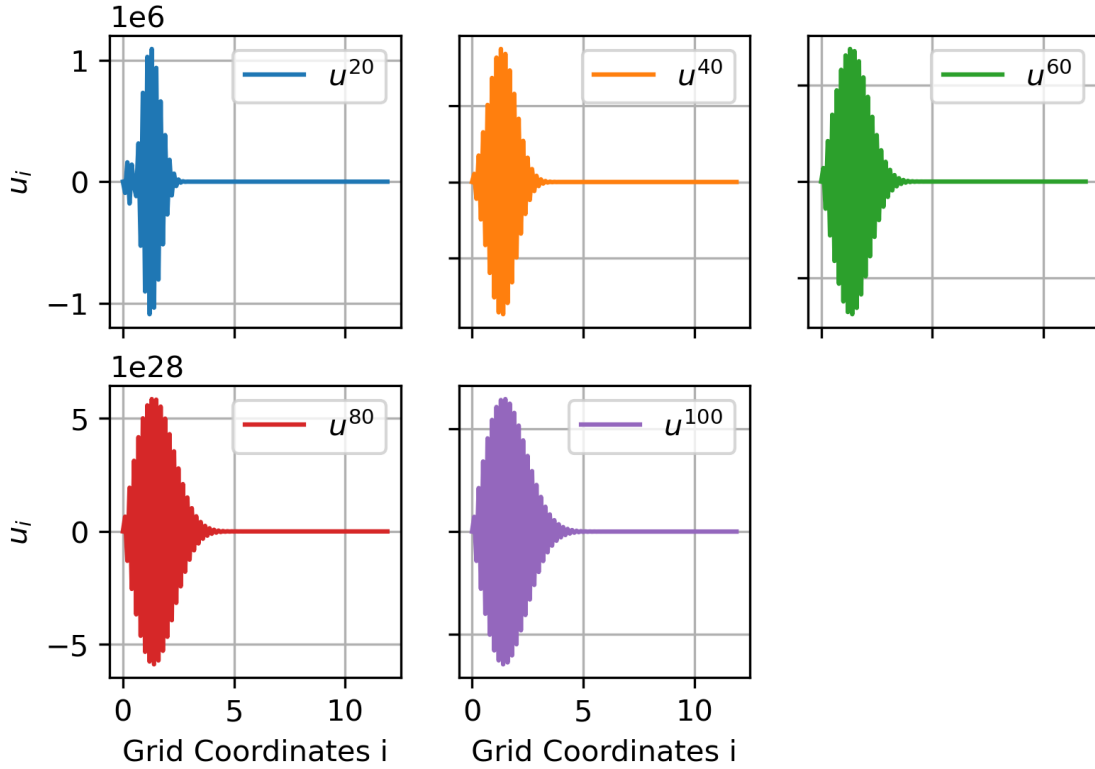 1e6
u^20
u^40
u^60
1
0
−1
u_i
1e28
u^80
u^100
5
0
−5
u_i
0 5 10
0 5 10
Grid Coordinates i
Grid Coordinates i